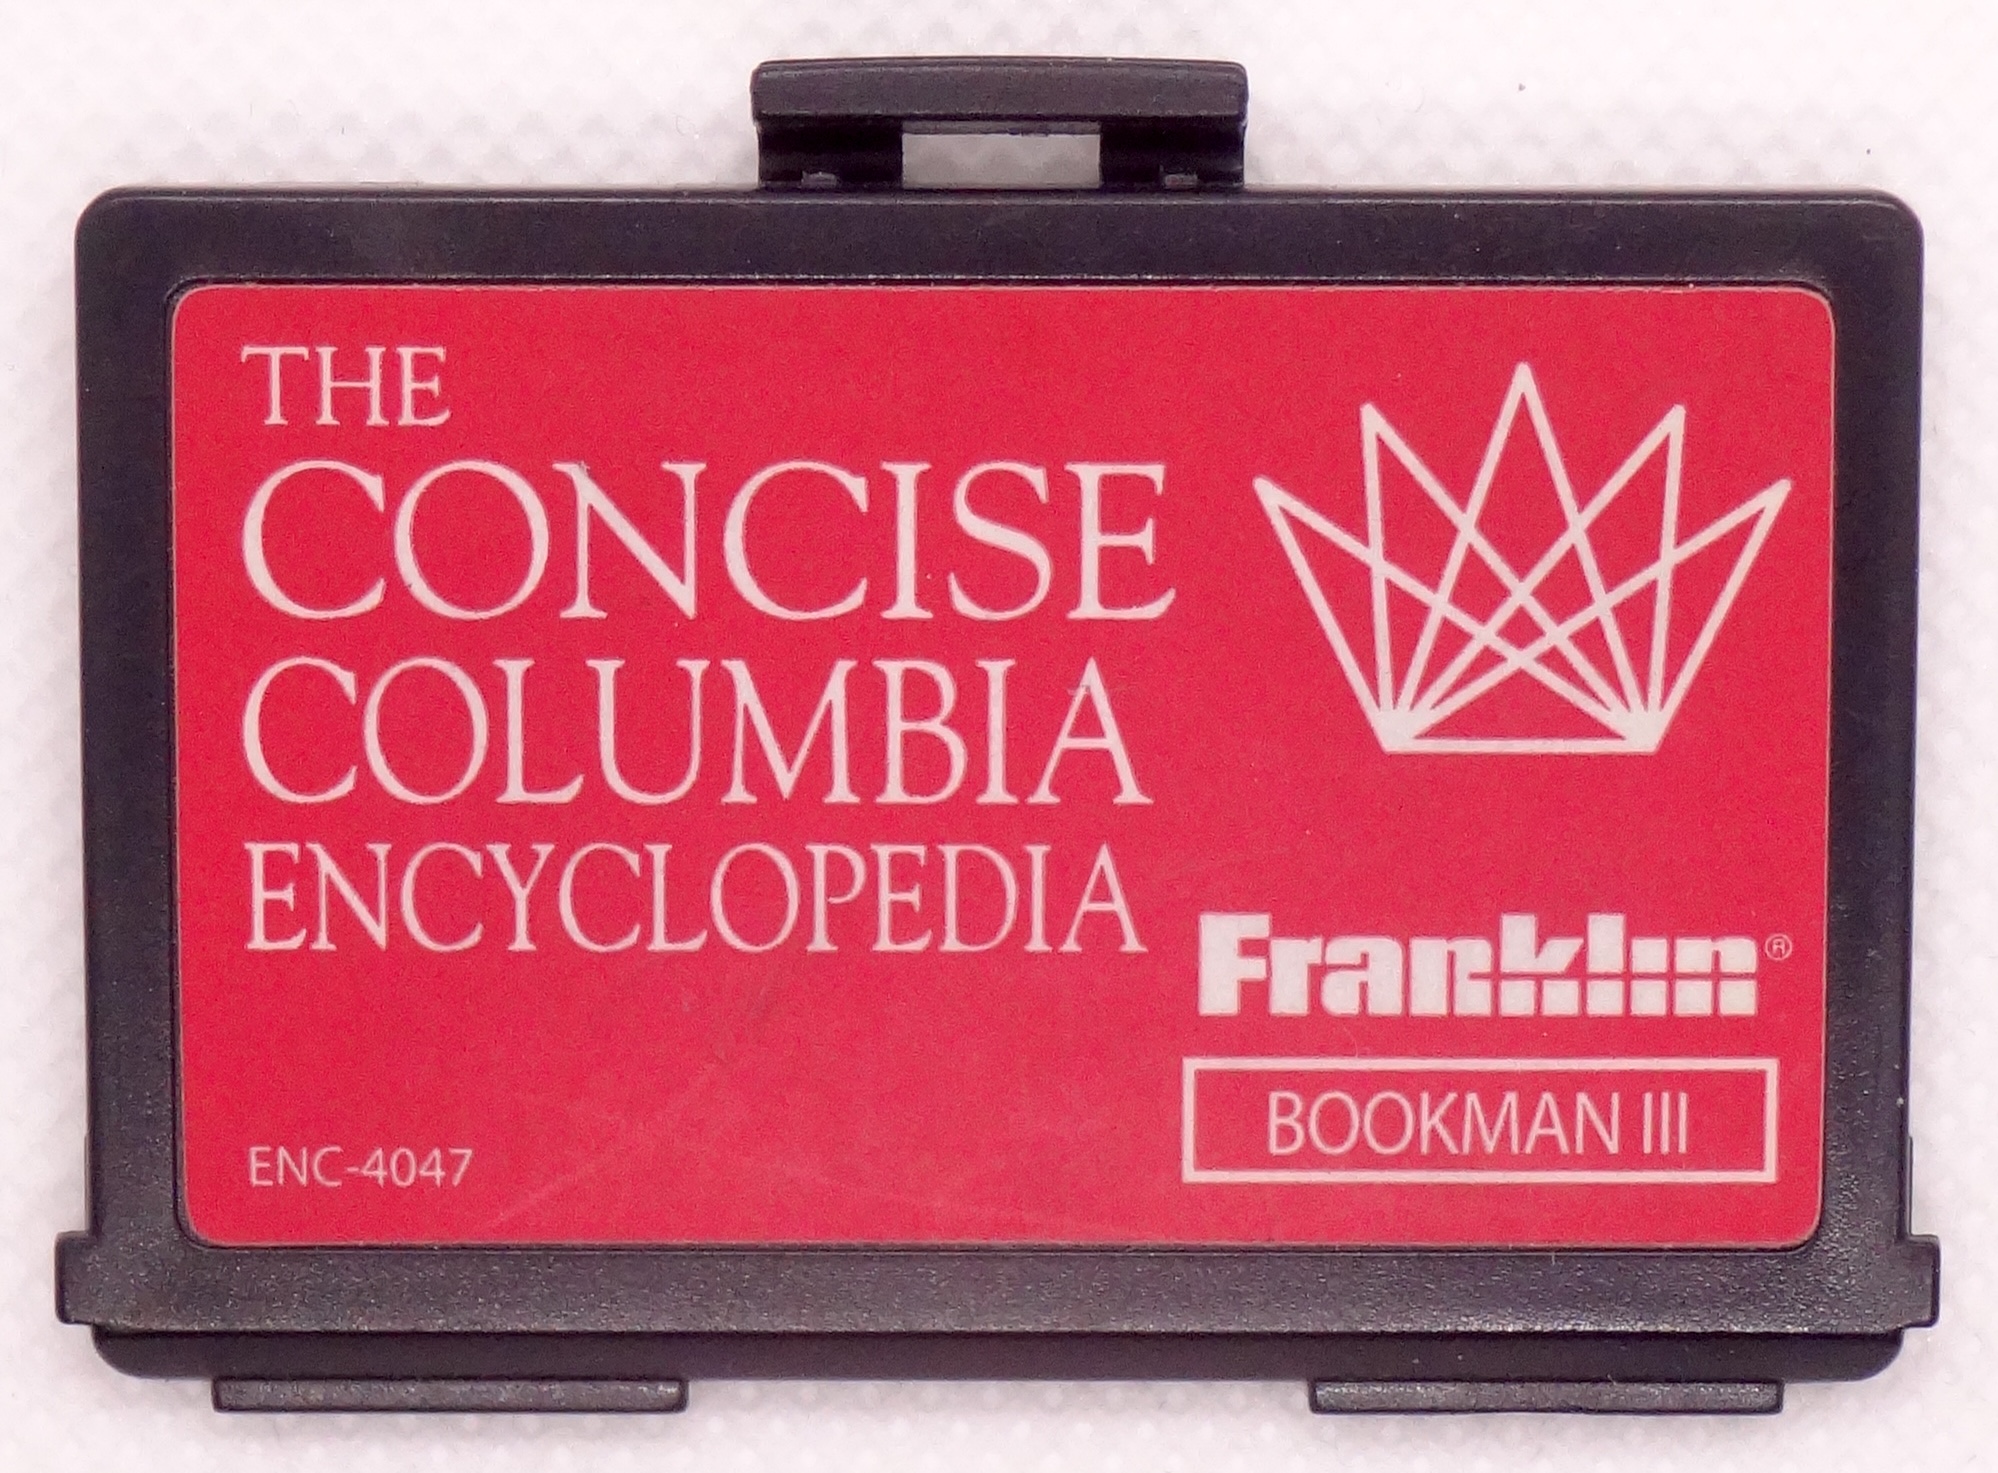 THE
CONCISE
COLUMBIA
ENCYCLOPEDIA
Franklin®
BOOKMAN III
ENC-4047